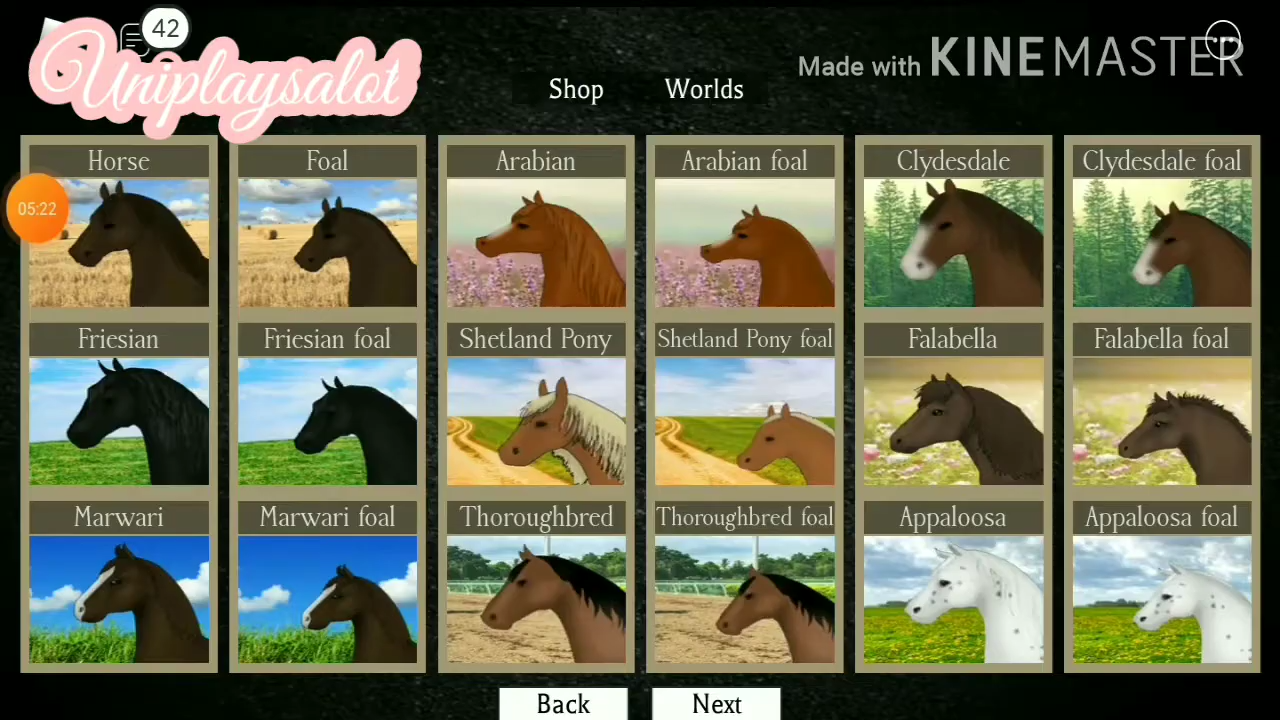 42
Uniplaysalot
Made with KINEMASTER
Shop Worlds
Horse Foal Arabian Arabian foal Clydesdale Clydesdale foal
05:22
Friesian Friesian foal Shetland Pony Shetland Pony foal Falabella Falabella foal
Marwari Marwari foal Thoroughbred Thoroughbred foal Appaloosa Appaloosa foal
Back Next